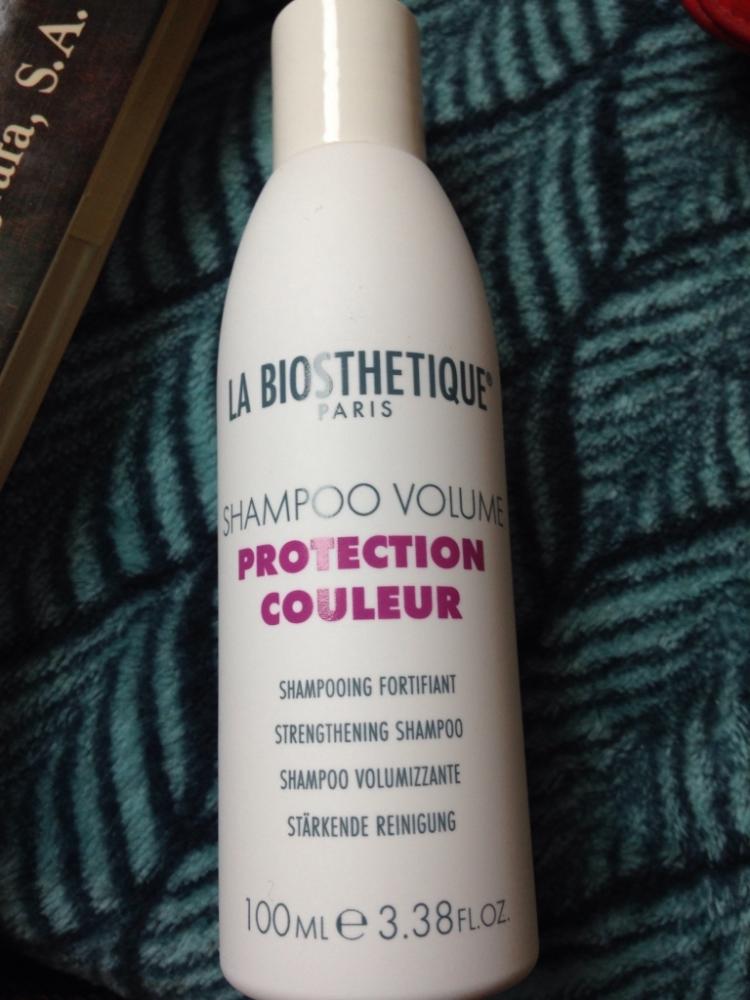 S.A.
LA BIOSTHETIQUE®
PARIS
SHAMPOO VOLUME
PROTECTION
COULEUR
SHAMPOOING FORTIFIANT
STRENGTHENING SHAMPOO
SHAMPOO VOLUMIZZANTE
STÄRKENDE REINIGUNG
100ML ℮ 3.38FL.OZ.